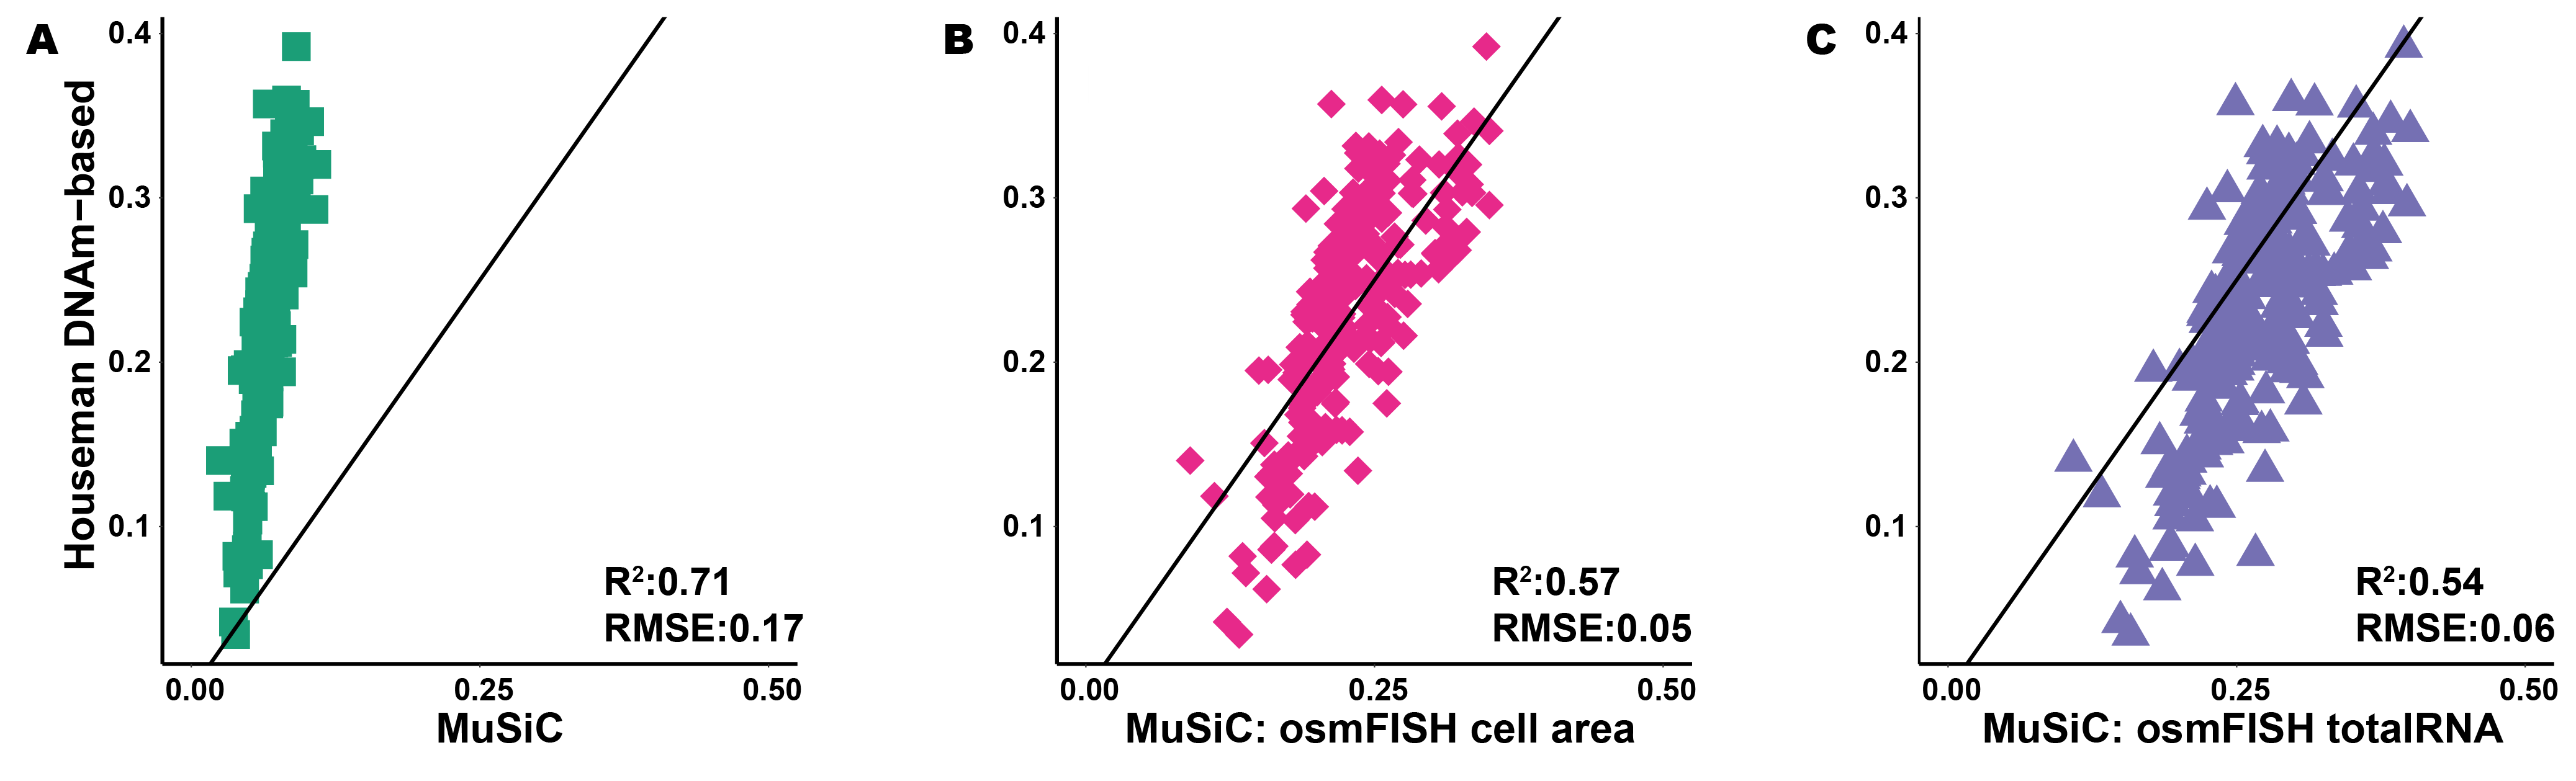 A
Houseman DNAm−based
0.4
0.3
0.2
0.1
R²:0.71
RMSE:0.17
0.00 0.25 0.50
MuSiC
B
0.4
0.3
0.2
0.1
R²:0.57
RMSE:0.05
0.00 0.25 0.50
MuSiC: osmFISH cell area
C
0.4
0.3
0.2
0.1
R²:0.54
RMSE:0.06
0.00 0.25 0.50
MuSiC: osmFISH totalRNA